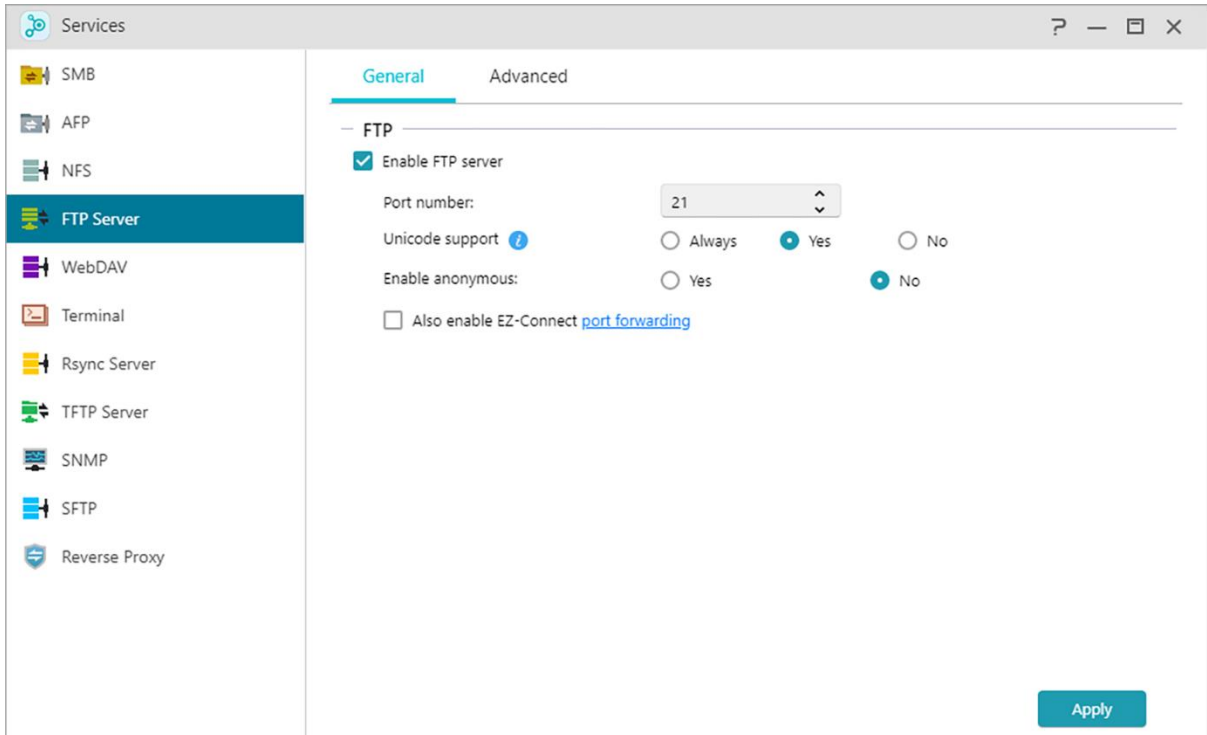 Services
SMB
AFP
NFS
FTP Server
WebDAV
Terminal
Rsync Server
TFTP Server
SNMP
SFTP
Reverse Proxy
General Advanced
FTP
Enable FTP server
Port number: 21
Unicode support Always Yes No
Enable anonymous: Yes No
Also enable EZ-Connect port forwarding
Apply